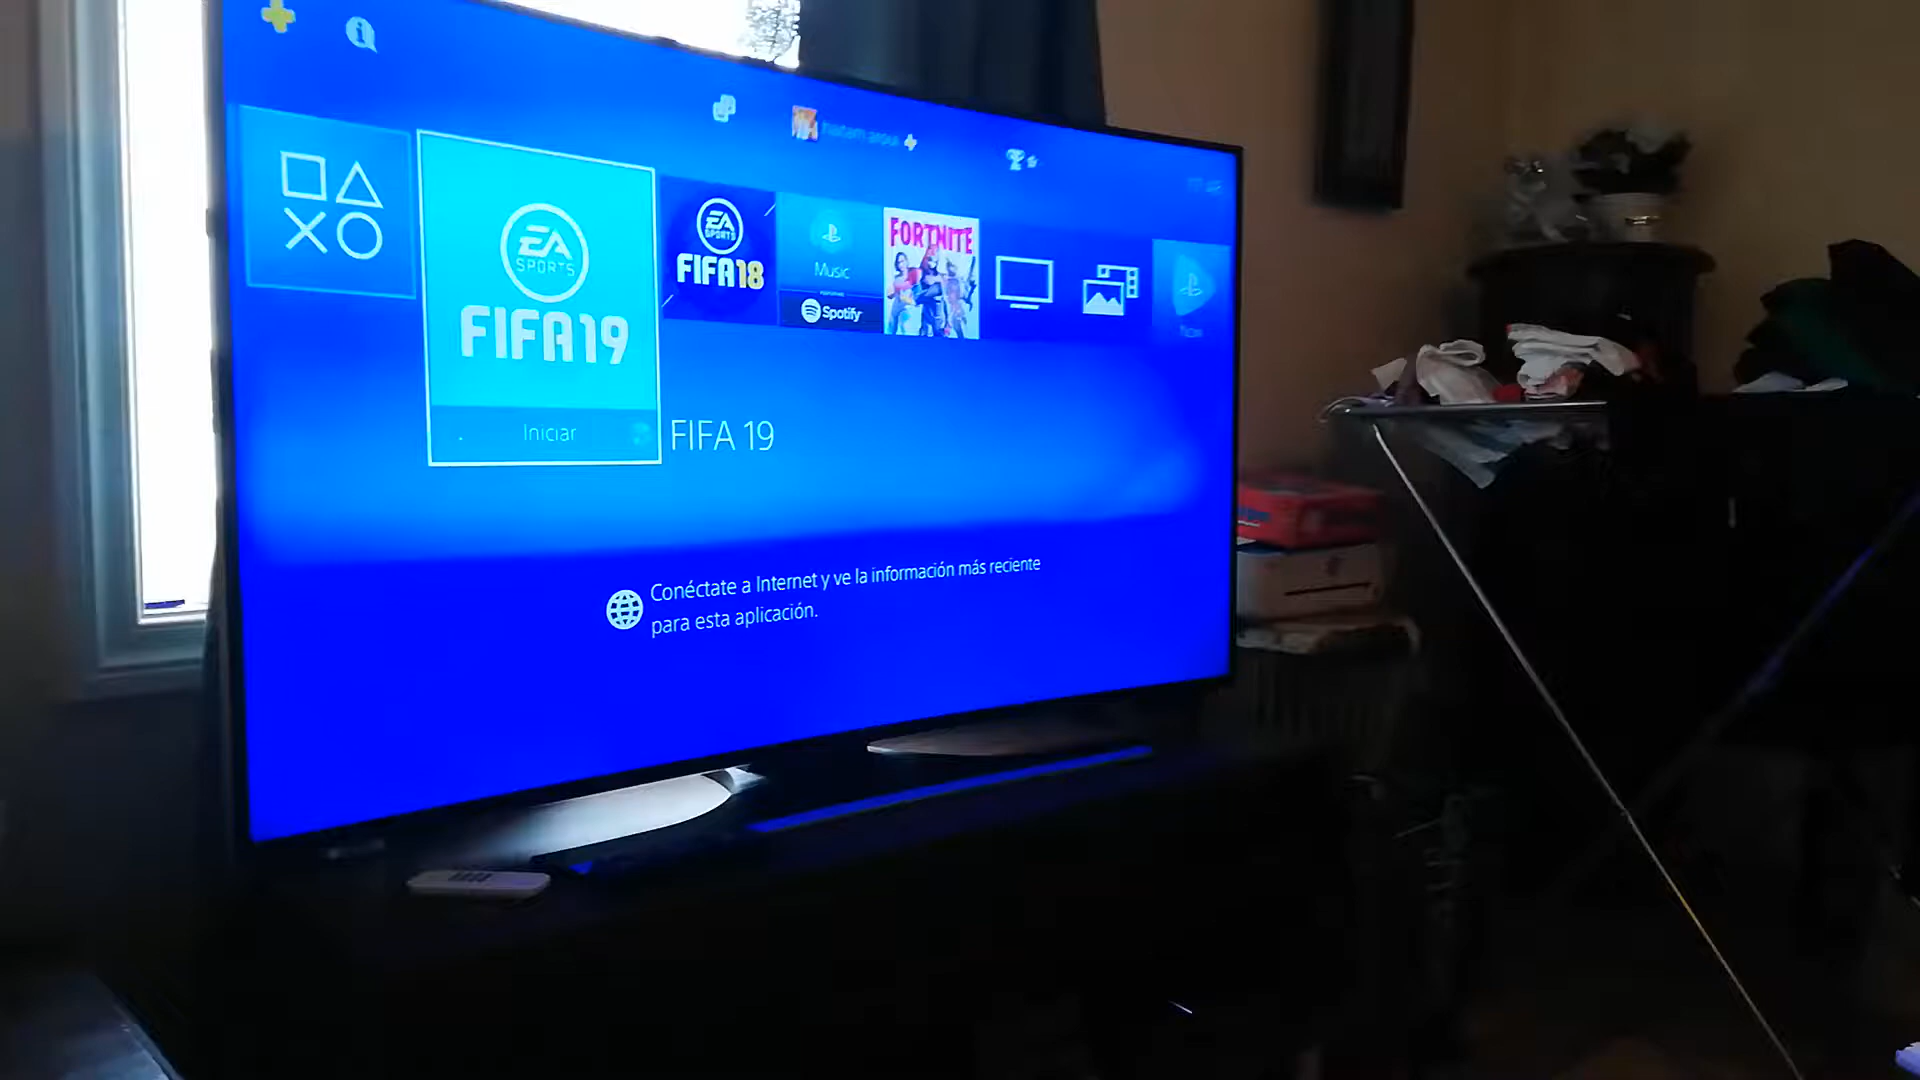 EA
SPORTS
FIFA19
Iniciar
FIFA 19
EA
SPORTS
FIFA18
Music
Spotify
FORTNITE
Conéctate a Internet y ve la información más reciente
para esta aplicación.